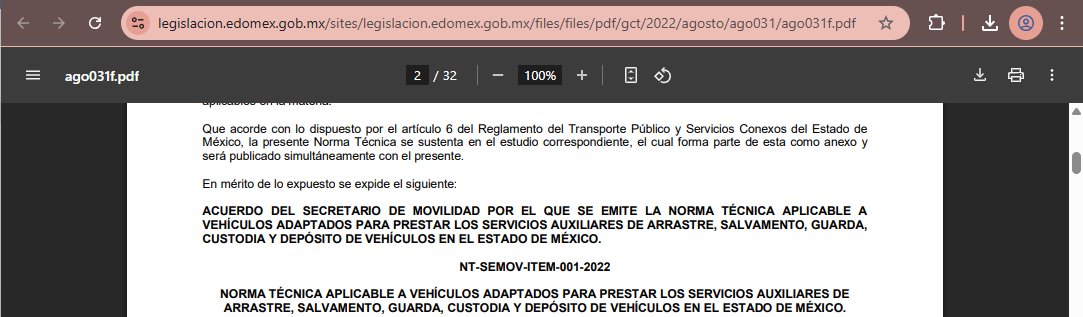 legislacion.edomex.gob.mx/sites/legislacion.edomex.gob.mx/files/files/pdf/gct/2022/agosto/ago031/ago031f.pdf
ago031f.pdf
2 / 32
100%
aplicables en la materia.
Que acorde con lo dispuesto por el artículo 6 del Reglamento del Transporte Público y Servicios Conexos del Estado de
México, la presente Norma Técnica se sustenta en el estudio correspondiente, el cual forma parte de esta como anexo y
será publicado simultáneamente con el presente.
En mérito de lo expuesto se expide el siguiente:
ACUERDO DEL SECRETARIO DE MOVILIDAD POR EL QUE SE EMITE LA NORMA TÉCNICA APLICABLE A
VEHÍCULOS ADAPTADOS PARA PRESTAR LOS SERVICIOS AUXILIARES DE ARRASTRE, SALVAMENTO, GUARDA,
CUSTODIA Y DEPÓSITO DE VEHÍCULOS EN EL ESTADO DE MÉXICO.
NT-SEMOV-ITEM-001-2022
NORMA TÉCNICA APLICABLE A VEHÍCULOS ADAPTADOS PARA PRESTAR LOS SERVICIOS AUXILIARES DE
ARRASTRE, SALVAMENTO, GUARDA, CUSTODIA Y DEPÓSITO DE VEHÍCULOS EN EL ESTADO DE MÉXICO.